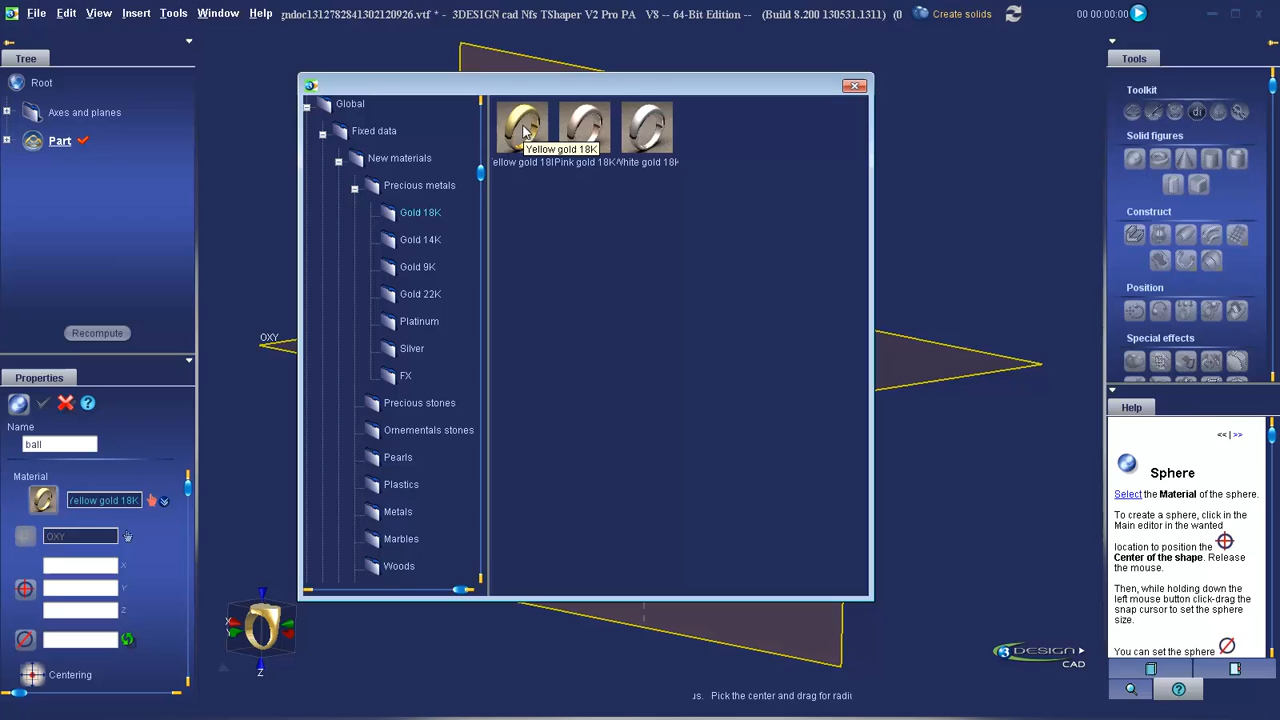 File Edit View Insert Tools Window Help
gndoc131278284130212092​6.vtf * - 3DESIGN cad Nfs TShaper V2 Pro PA V8 -- 64-Bit Edition -- (Build 8.200 130531.1311) (0
Create solids
00 00:00:00
Tree
Root
Axes and planes
Part
Recompute
Properties
Name
ball
Material
Yellow gold 18K
OXY
X
Y
Z
Centering
OXY
Z
Global
Fixed data
New materials
Precious metals
Gold 18K
Gold 14K
Gold 9K
Gold 22K
Platinum
Silver
FX
Precious stones
Ornementals stones
Pearls
Plastics
Metals
Marbles
Woods
Yellow gold 18K
ellow gold 18K Pink gold 18K White gold 18K
3DESIGN
CAD
us. Pick the center and drag for radiu
Tools
Toolkit
Solid figures
Construct
Position
Special effects
Help
<< | >>
Sphere
Select the Material of the sphere.
To create a sphere, click in the
Main editor in the wanted
location to position the
Center of the shape. Release
the mouse.
Then, while holding down the
left mouse button click-drag the
snap cursor to set the sphere
size.
You can set the sphere